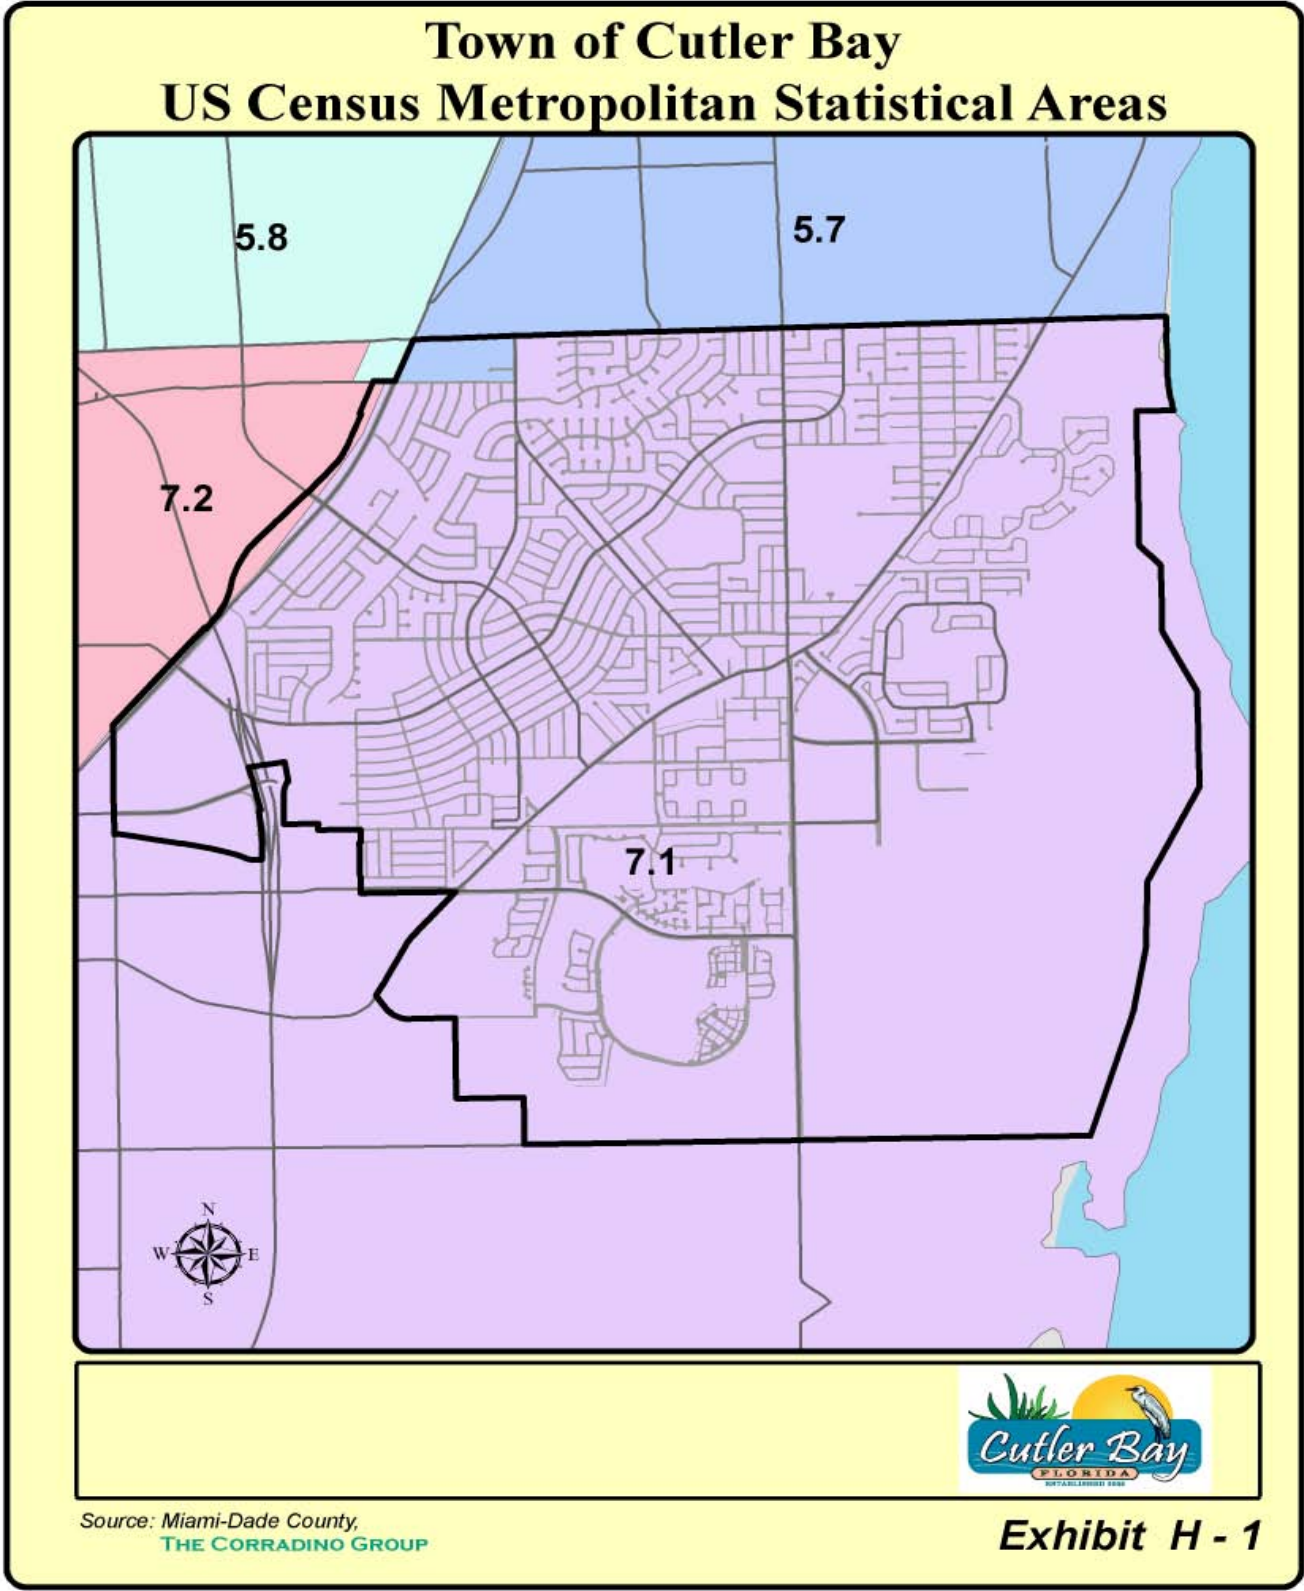 Town of Cutler Bay
US Census Metropolitan Statistical Areas
5.8
5.7
7.2
7.1
N
W E
S
Cutler Bay
FLORIDA
Source: Miami-Dade County,
THE CORRADINO GROUP
Exhibit H - 1